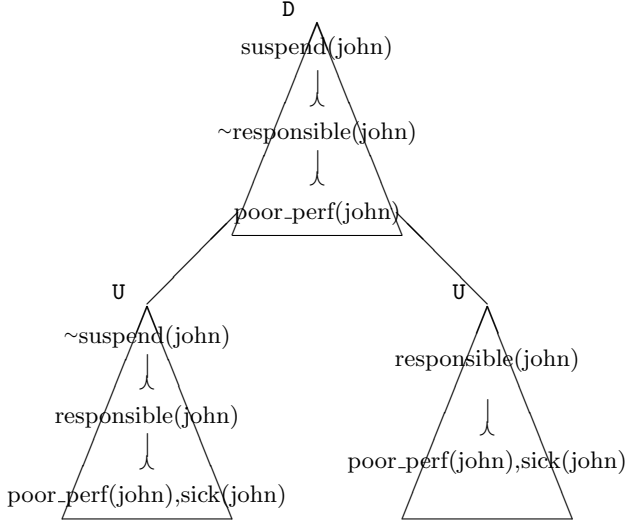 D
suspend(john)
~responsible(john)
poor_perf(john)
U
~suspend(john)
responsible(john)
poor_perf(john),sick(john)
U
responsible(john)
poor_perf(john),sick(john)